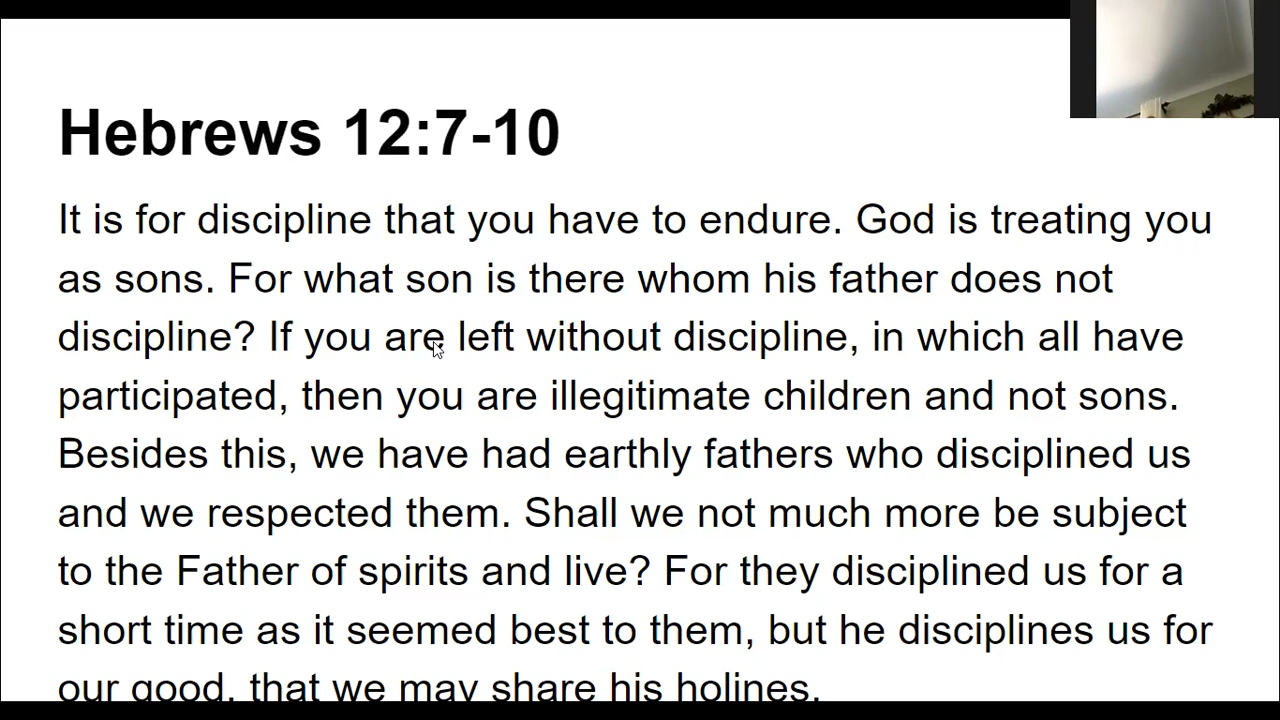 Hebrews 12:7-10
It is for discipline that you have to endure. God is treating you
as sons. For what son is there whom his father does not
discipline? If you are left without discipline, in which all have
participated, then you are illegitimate children and not sons.
Besides this, we have had earthly fathers who disciplined us
and we respected them. Shall we not much more be subject
to the Father of spirits and live? For they disciplined us for a
short time as it seemed best to them, but he disciplines us for
our good, that we may share his holines.